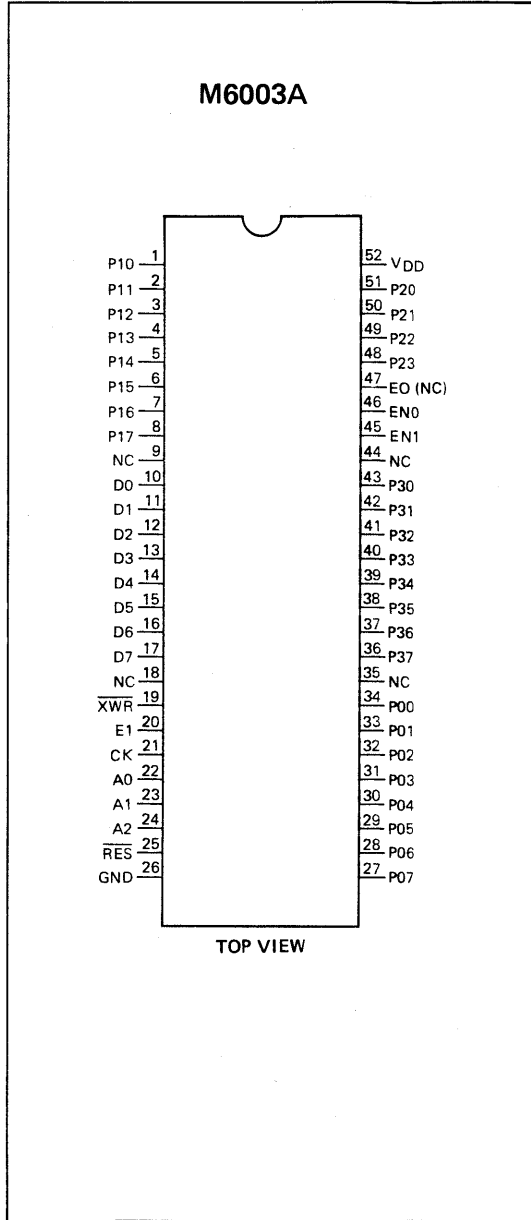 M6003A
P10 1 52 VDD
P11 2 51 P20
P12 3 50 P21
P13 4 49 P22
P14 5 48 P23
P15 6 47 EO (NC)
P16 7 46 EN0
P17 8 45 EN1
NC 9 44 NC
D0 10 43 P30
D1 11 42 P31
D2 12 41 P32
D3 13 40 P33
D4 14 39 P34
D5 15 38 P35
D6 16 37 P36
D7 17 36 P37
NC 18 35 NC
X̅W̅R̅ 19 34 P00
E1 20 33 P01
CK 21 32 P02
A0 22 31 P03
A1 23 30 P04
A2 24 29 P05
R̅E̅S̅ 25 28 P06
GND 26 27 P07
TOP VIEW